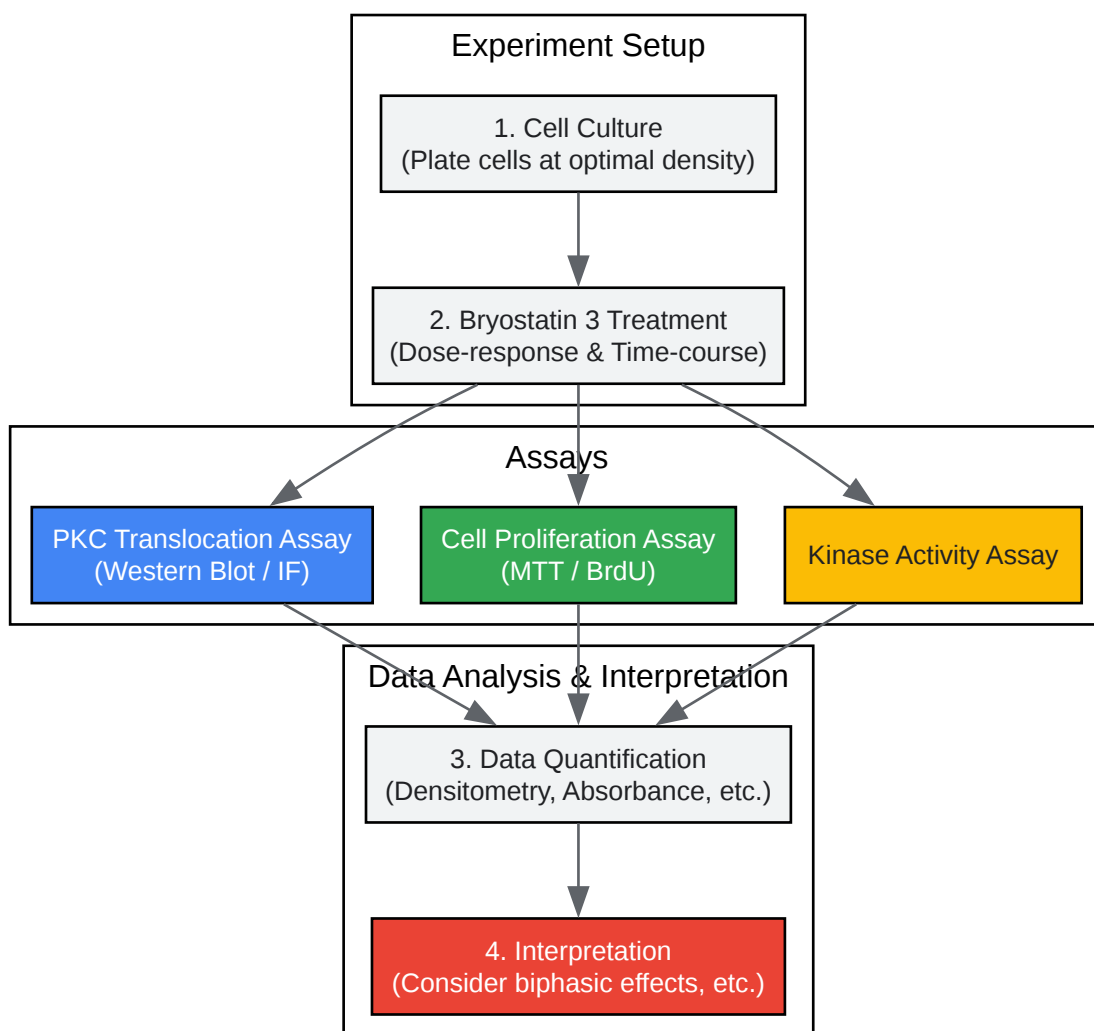 Experiment Setup
1. Cell Culture
(Plate cells at optimal density)
2. Bryostatin 3 Treatment
(Dose-response & Time-course)
Assays
PKC Translocation Assay
(Western Blot / IF)
Cell Proliferation Assay
(MTT / BrdU)
Kinase Activity Assay
Data Analysis & Interpretation
3. Data Quantification
(Densitometry, Absorbance, etc.)
4. Interpretation
(Consider biphasic effects, etc.)